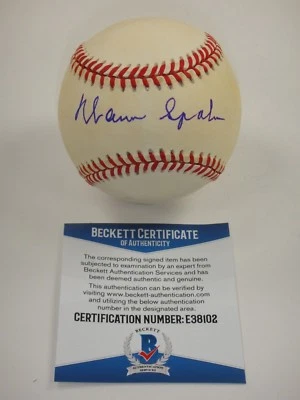 Warren Spahn
BECKETT CERTIFICATE
OF AUTHENTICITY
The corresponding signed item has been
subjected to examination by an expert from
Beckett Authentication Services and has
been deemed authentic and genuine.
This authentication can be verified by
visiting www.beckett-authentication.com
and utilizing the below number
in the designated area.
CERTIFICATION NUMBER: E38102
BECKETT
B